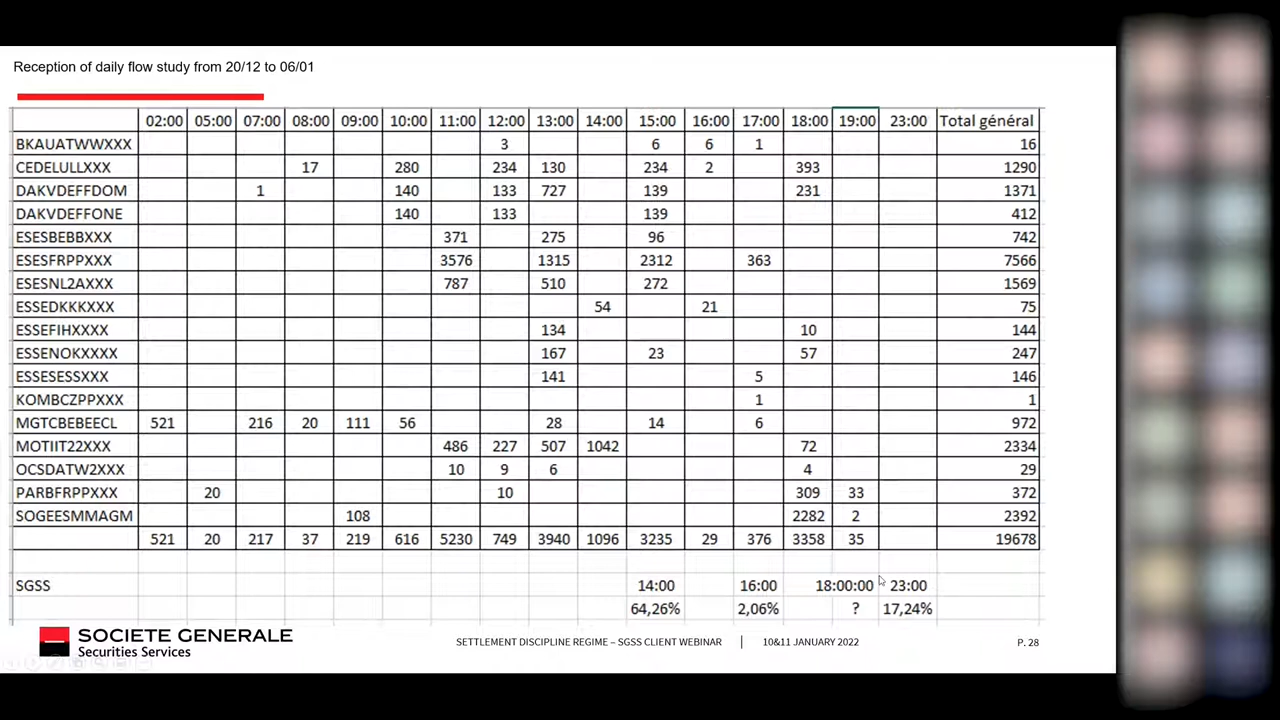 Reception of daily flow study from 20/12 to 06/01
02:00 05:00 07:00 08:00 09:00 10:00 11:00 12:00 13:00 14:00 15:00 16:00 17:00 18:00 19:00 23:00 Total général
BKAUATWWXXX 3 6 6 1 16
CEDELULLXXX 17 280 234 130 234 2 393 1290
DAKVDEFFDOM 1 140 133 727 139 231 1371
DAKVDEFFONE 140 133 139 412
ESESBEBBXXX 371 275 96 742
ESESFRPPXXX 3576 1315 2312 363 7566
ESESNL2AXXX 787 510 272 1569
ESSEDKKKXXX 54 21 75
ESSEFIHXXXX 134 10 144
ESSENOKXXXX 167 23 57 247
ESSESESSXXX 141 5 146
KOMBCZPPXXX 1 1
MGTCBEBEECL 521 216 20 111 56 28 14 6 972
MOTIIT22XXX 486 227 507 1042 72 2334
OCSDATW2XXX 10 9 6 4 29
PARBFRPPXXX 20 10 309 33 372
SOGEESMMAGM 108 2282 2 2392
521 20 217 37 219 616 5230 749 3940 1096 3235 29 376 3358 35 19678
SGSS 14:00 16:00 18:00:00 23:00
64,26% 2,06% ? 17,24%
SOCIETE GENERALE
Securities Services
SETTLEMENT DISCIPLINE REGIME – SGSS CLIENT WEBINAR | 10&11 JANUARY 2022 P. 28